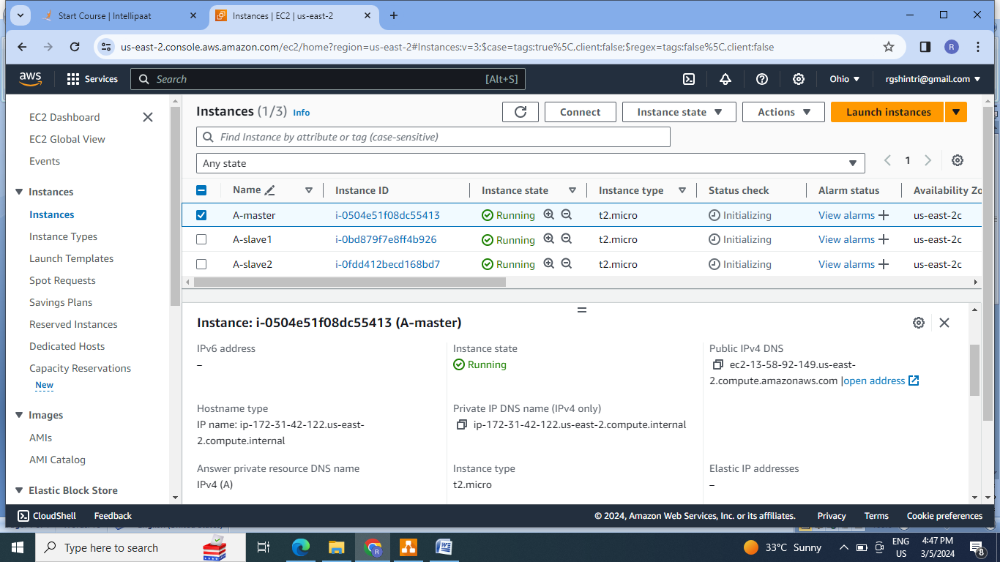 Start Course | Intellipaat
Instances | EC2 | us-east-2
us-east-2.console.aws.amazon.com/ec2/home?region=us-east-2#Instances:v=3;$case=tags:true%5C,client:false;$regex=tags:false%5C,client:false
R
aws
Services
Search
[Alt+S]
Ohio
rgshintri@gmail.com
EC2 Dashboard
EC2 Global View
Events
Instances
Instances
Instance Types
Launch Templates
Spot Requests
Savings Plans
Reserved Instances
Dedicated Hosts
Capacity Reservations
New
Images
AMIs
AMI Catalog
Elastic Block Store
Instances (1/3) Info
Connect
Instance state
Actions
Launch instances
Find Instance by attribute or tag (case-sensitive)
Any state
1
Name Instance ID Instance state Instance type Status check Alarm status Availability Zo
A-master i-0504e51f08dc55413 Running t2.micro Initializing View alarms us-east-2c
A-slave1 i-0bd879f7e8ff4b926 Running t2.micro Initializing View alarms us-east-2c
A-slave2 i-0fdd412becd168bd7 Running t2.micro Initializing View alarms us-east-2c
Instance: i-0504e51f08dc55413 (A-master)
IPv6 address
–
Instance state
Running
Public IPv4 DNS
ec2-13-58-92-149.us-east-
2.compute.amazonaws.com |open address
Hostname type
IP name: ip-172-31-42-122.us-east-
2.compute.internal
Private IP DNS name (IPv4 only)
ip-172-31-42-122.us-east-2.compute.internal
Answer private resource DNS name
IPv4 (A)
Instance type
t2.micro
Elastic IP addresses
–
CloudShell
Feedback
© 2024, Amazon Web Services, Inc. or its affiliates.
Privacy
Terms
Cookie preferences
Type here to search
33°C Sunny
ENG
US
4:47 PM
3/5/2024
8